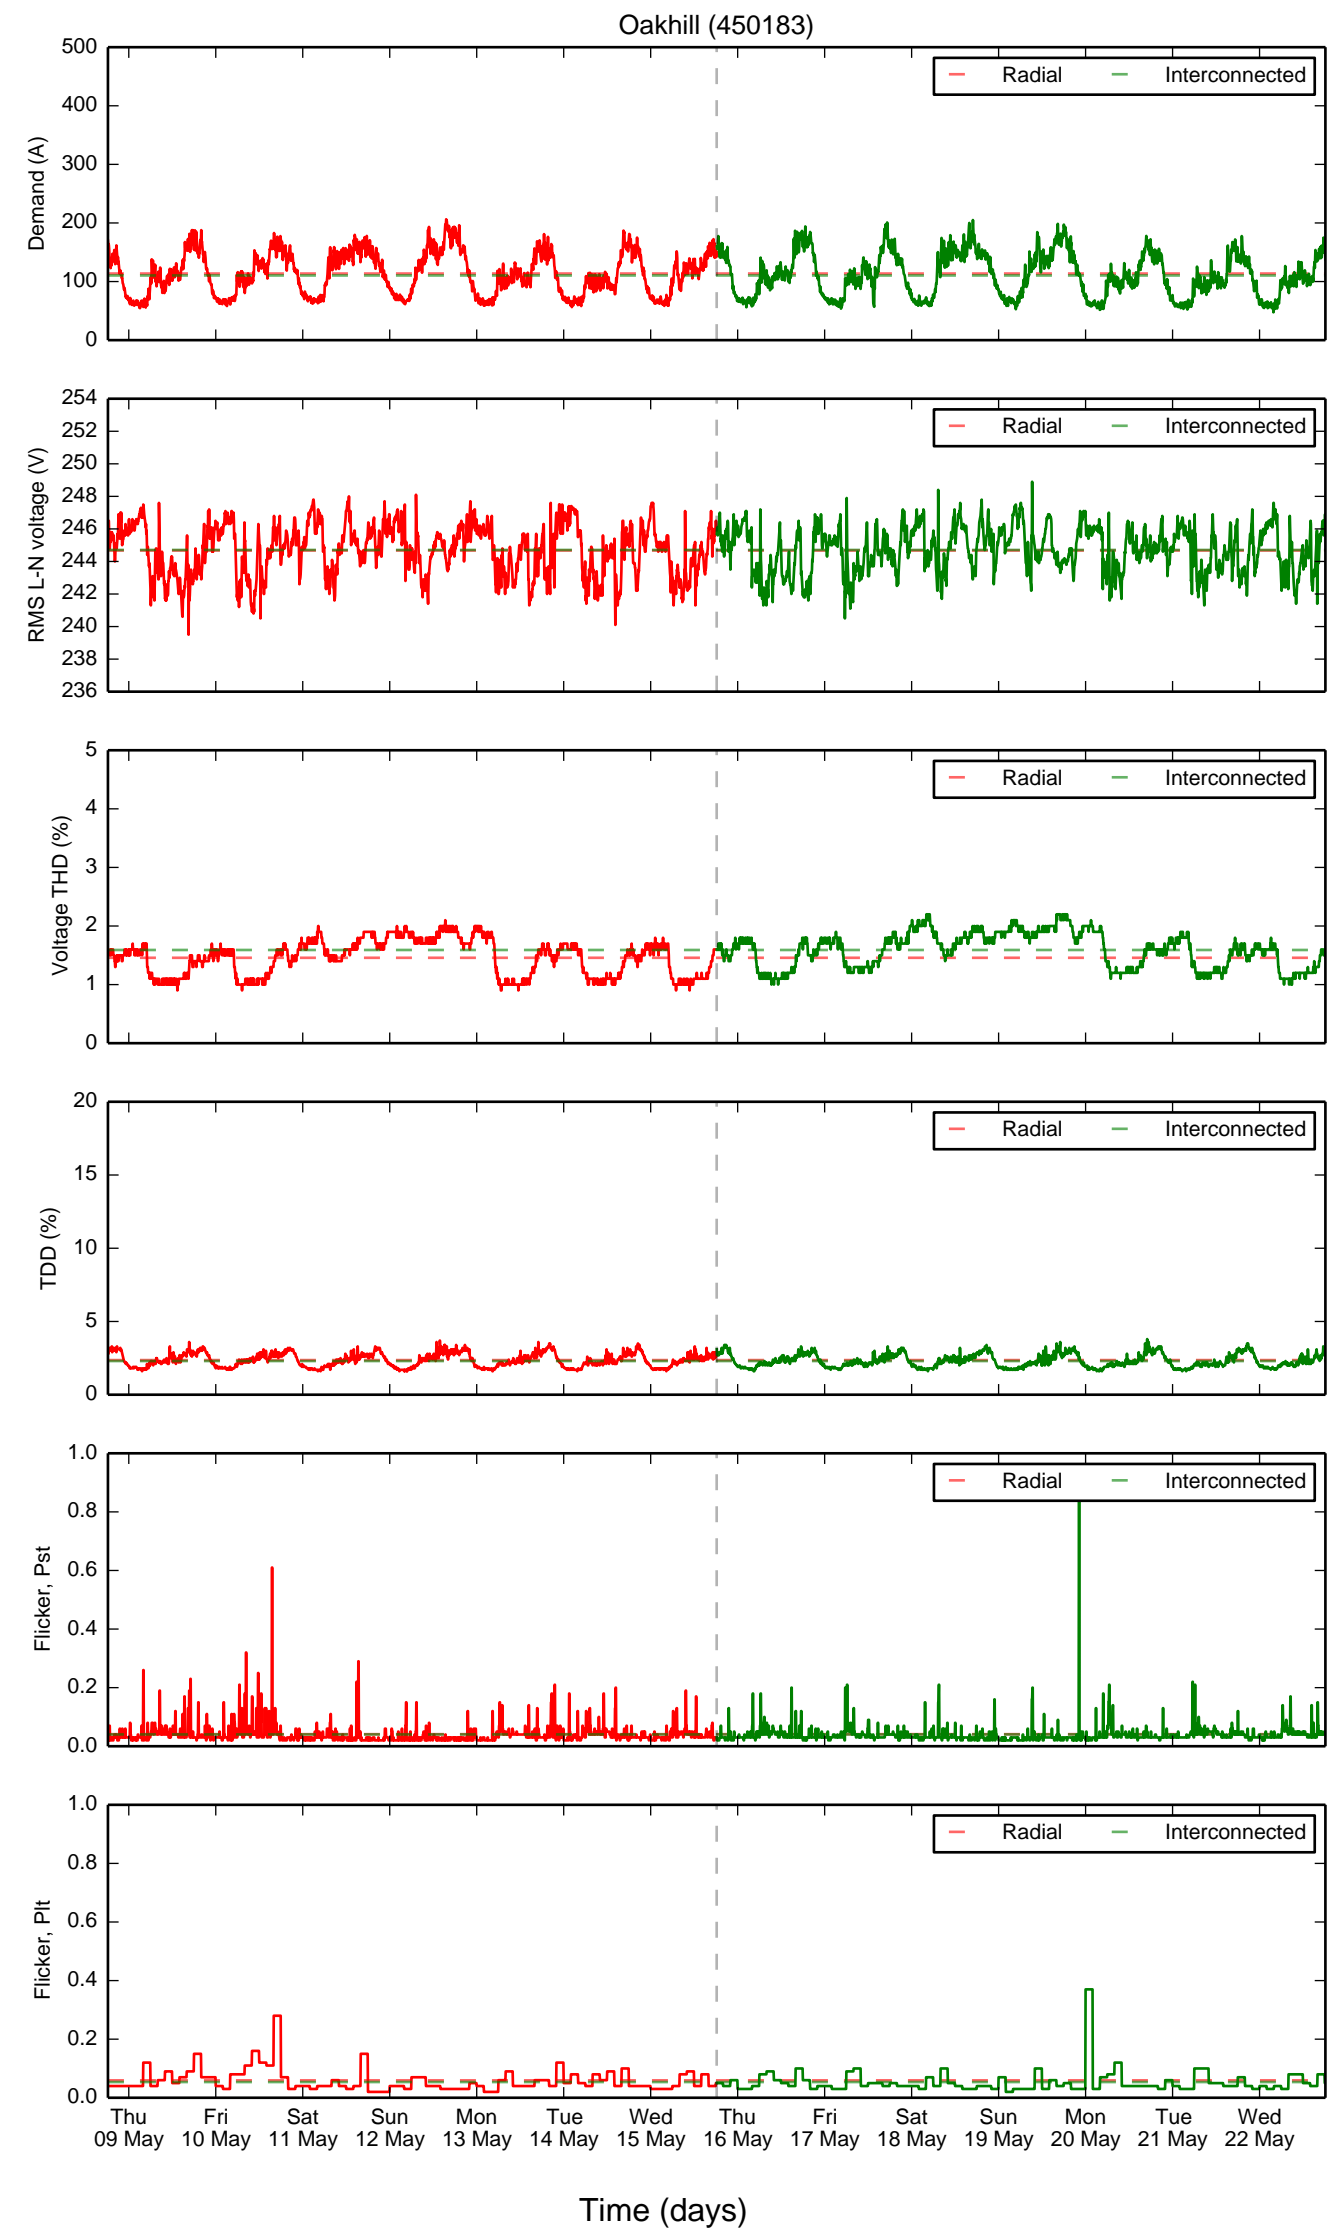 Oakhill (450183)
500
400
300
200
100
0
Demand (A)
Radial
Interconnected
254
252
250
248
246
244
242
240
238
236
RMS L-N voltage (V)
Radial
Interconnected
5
4
3
2
1
0
Voltage THD (%)
Radial
Interconnected
20
15
10
5
0
TDD (%)
Radial
Interconnected
1.0
0.8
0.6
0.4
0.2
0.0
Flicker, Pst
Radial
Interconnected
1.0
0.8
0.6
0.4
0.2
0.0
Flicker, Plt
Radial
Interconnected
Thu Fri Sat Sun Mon Tue Wed Thu Fri Sat Sun Mon Tue Wed
09 May 10 May 11 May 12 May 13 May 14 May 15 May 16 May 17 May 18 May 19 May 20 May 21 May 22 May
Time (days)